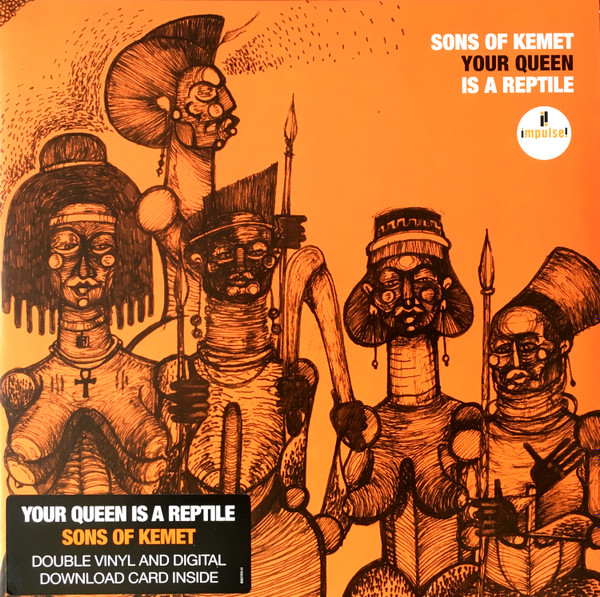 SONS OF KEMET
YOUR QUEEN
IS A REPTILE
i!
impulse!
YOUR QUEEN IS A REPTILE
SONS OF KEMET
DOUBLE VINYL AND DIGITAL
DOWNLOAD CARD INSIDE